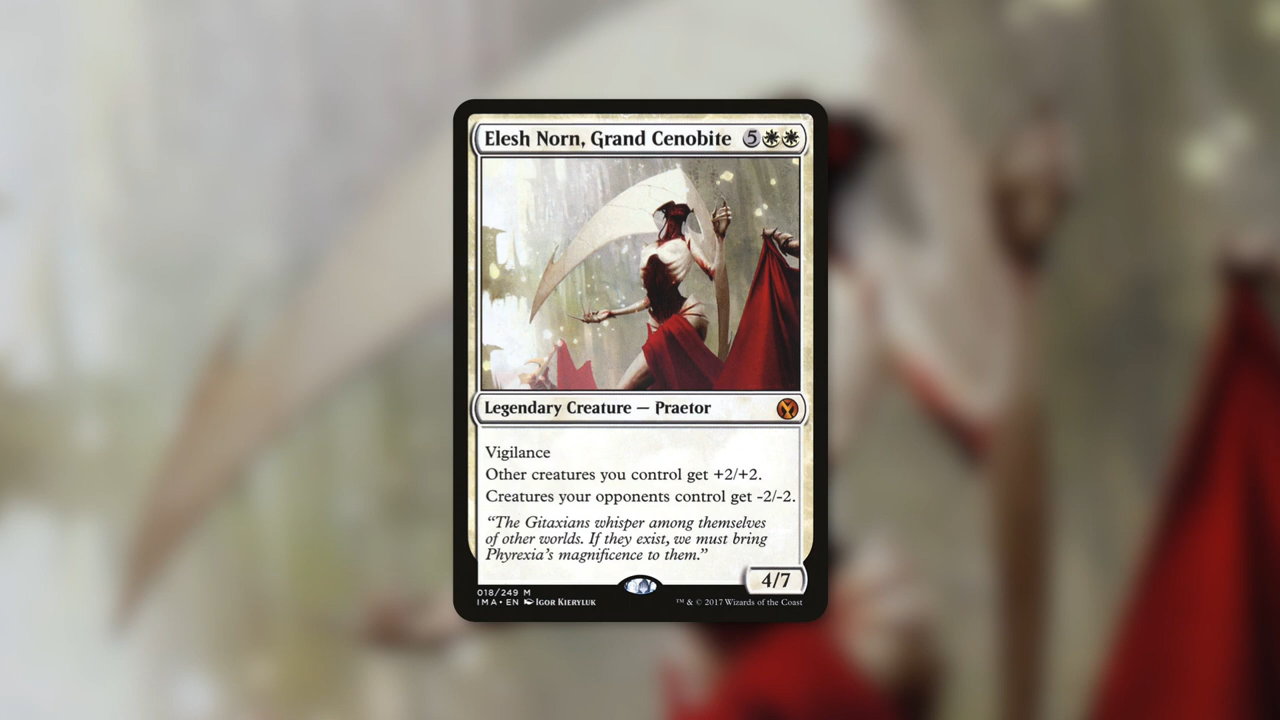 Elesh Norn, Grand Cenobite 5
Legendary Creature — Praetor
Vigilance
Other creatures you control get +2/+2.
Creatures your opponents control get -2/-2.
“The Gitaxians whisper among themselves
of other worlds. If they exist, we must bring
Phyrexia’s magnificence to them.”
4/7
018/249 M
IMA • EN Igor Kieryluk
™ & © 2017 Wizards of the Coast